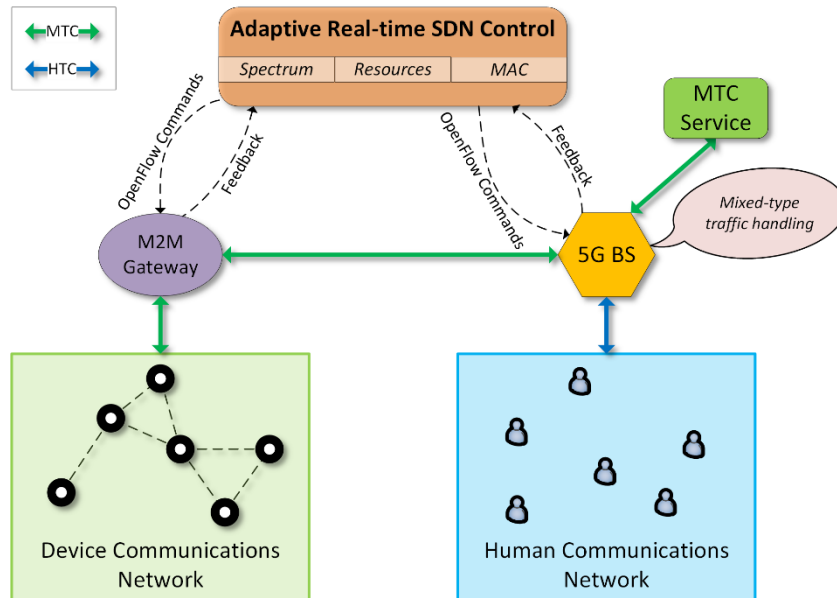 MTC
HTC
Adaptive Real-time SDN Control
Spectrum
Resources
MAC
MTC
Service
OpenFlow Commands
Feedback
OpenFlow Commands
Feedback
Mixed-type
traffic handling
M2M
Gateway
5G BS
Device Communications
Network
Human Communications
Network